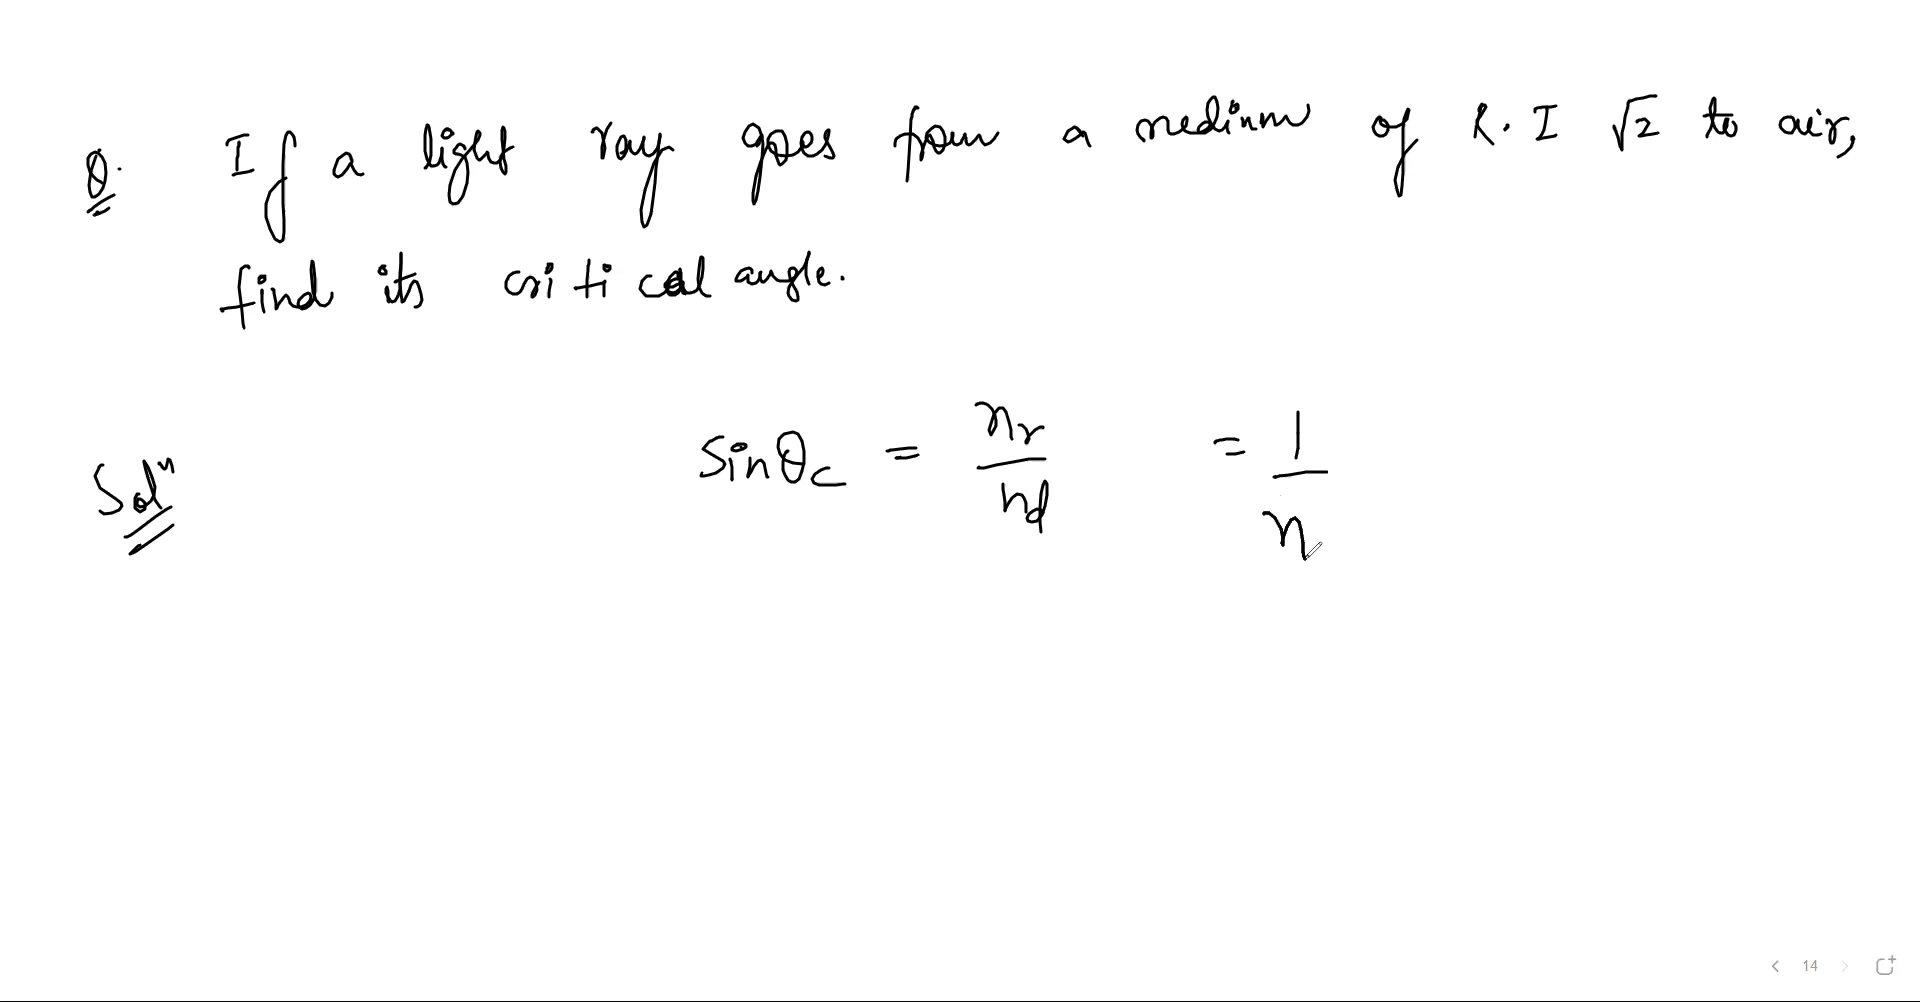 Q. If a light ray goes from a medium of R.I √2 to air,
find its critical angle.
Solⁿ sinθc = nr/nd = 1/n
14